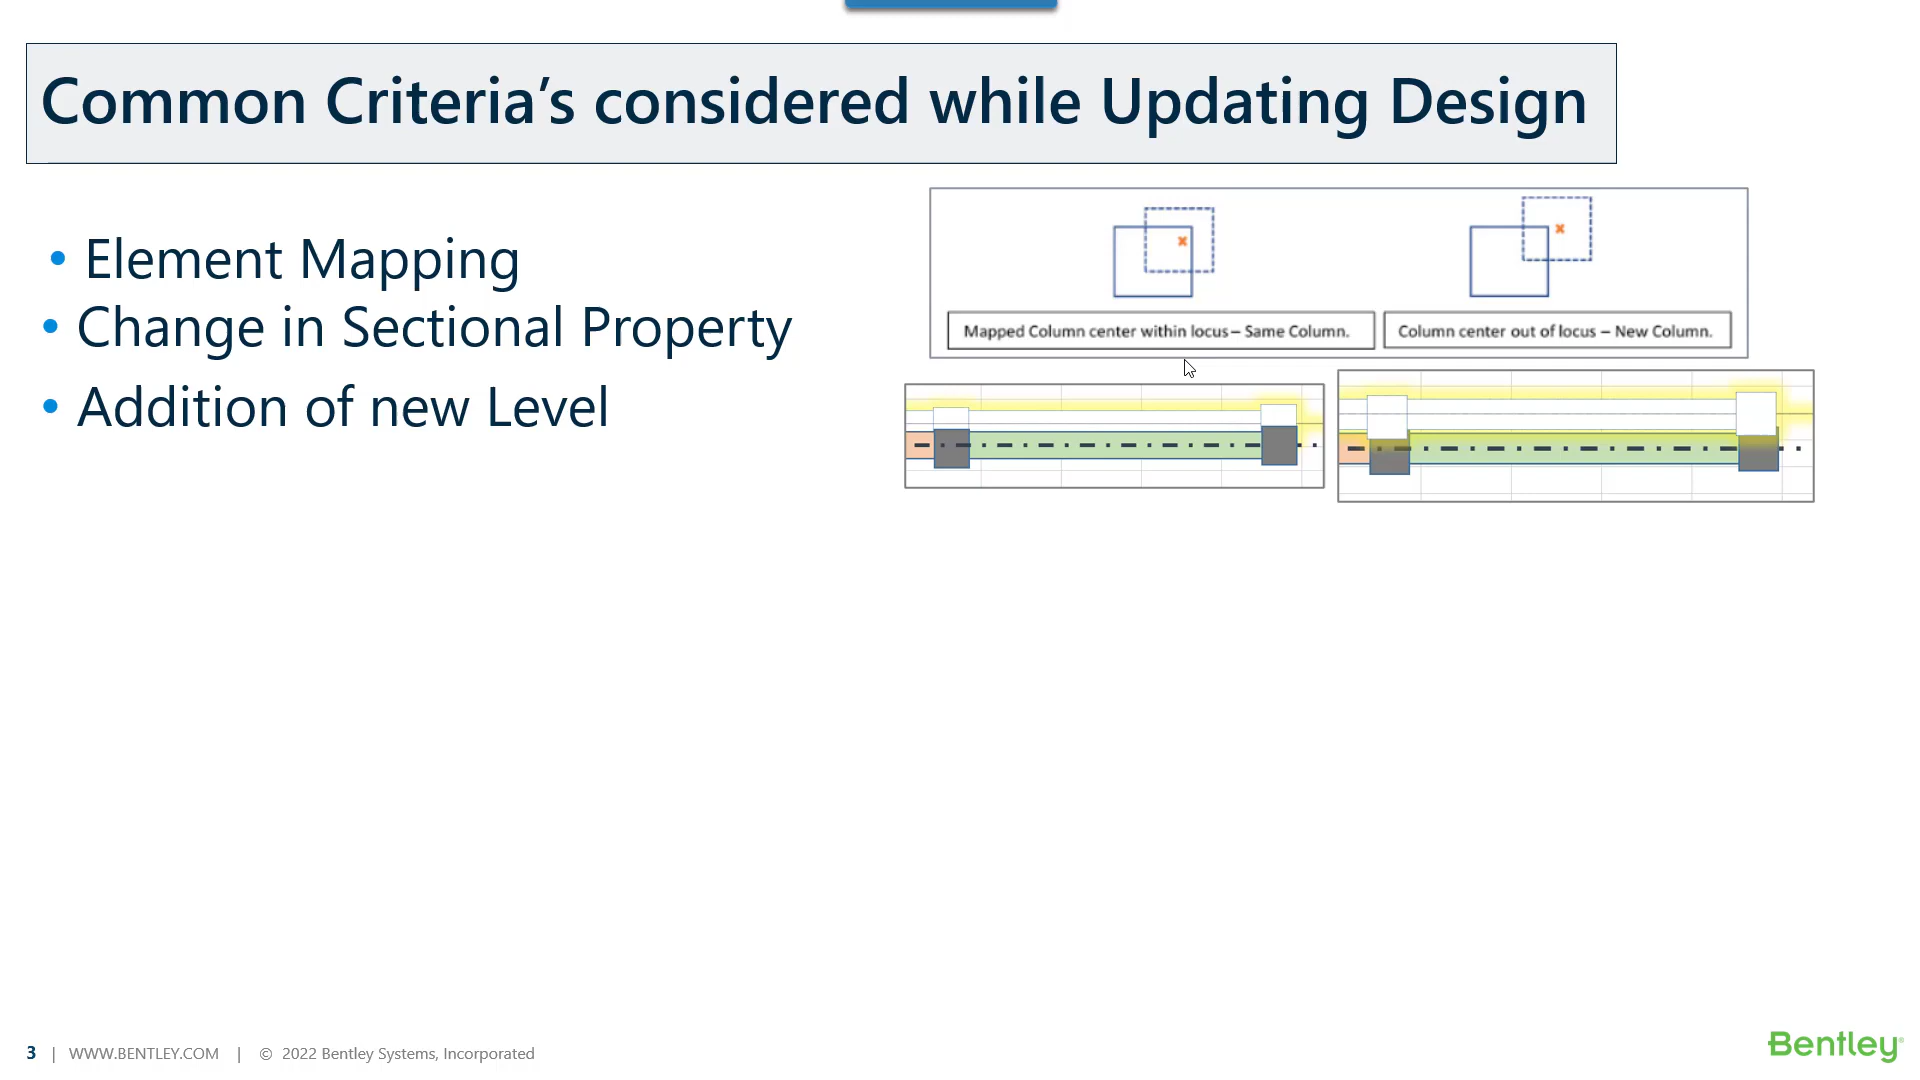 Common Criteria’s considered while Updating Design
• Element Mapping
• Change in Sectional Property
• Addition of new Level
Mapped Column center within locus – Same Column.
Column center out of locus – New Column.
3 | WWW.BENTLEY.COM | © 2022 Bentley Systems, Incorporated
Bentley®